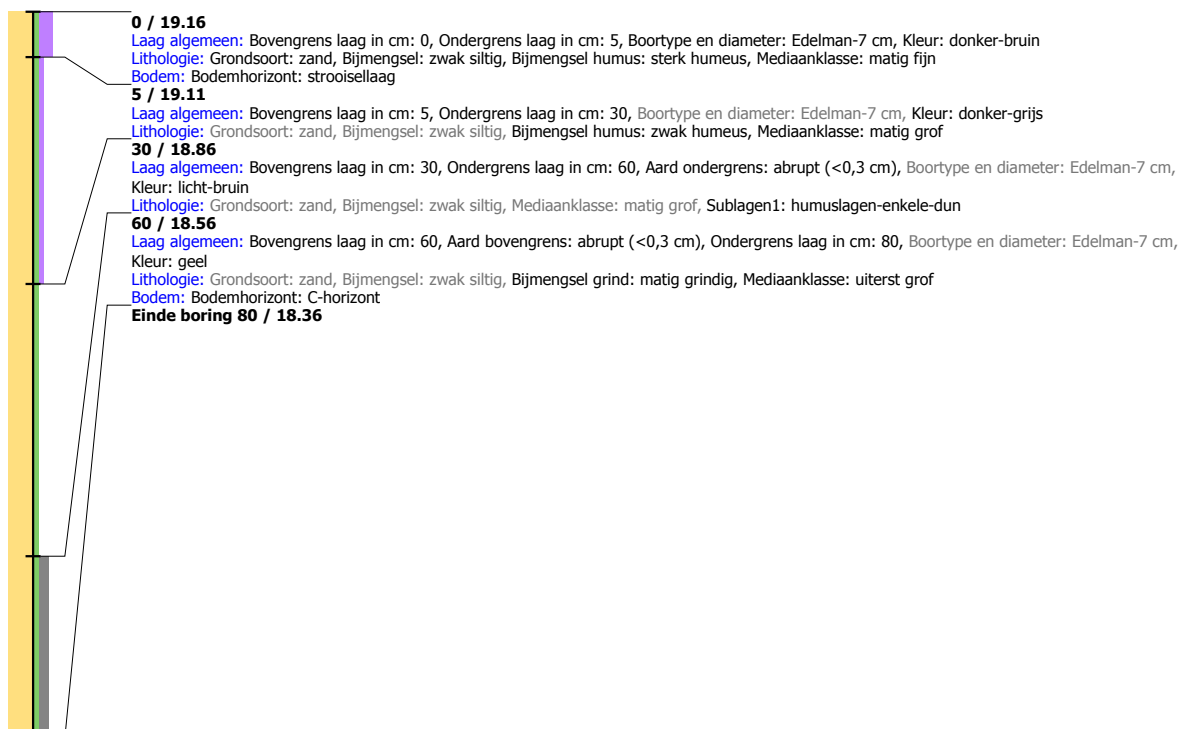 0 / 19.16
Laag algemeen: Bovengrens laag in cm: 0, Ondergrens laag in cm: 5, Boortype en diameter: Edelman-7 cm, Kleur: donker-bruin
Lithologie: Grondsoort: zand, Bijmengsel: zwak siltig, Bijmengsel humus: sterk humeus, Mediaanklasse: matig fijn
Bodem: Bodemhorizont: strooisellaag
5 / 19.11
Laag algemeen: Bovengrens laag in cm: 5, Ondergrens laag in cm: 30, Boortype en diameter: Edelman-7 cm, Kleur: donker-grijs
Lithologie: Grondsoort: zand, Bijmengsel: zwak siltig, Bijmengsel humus: zwak humeus, Mediaanklasse: matig grof
30 / 18.86
Laag algemeen: Bovengrens laag in cm: 30, Ondergrens laag in cm: 60, Aard ondergrens: abrupt (<0,3 cm), Boortype en diameter: Edelman-7 cm,
Kleur: licht-bruin
Lithologie: Grondsoort: zand, Bijmengsel: zwak siltig, Mediaanklasse: matig grof, Sublagen1: humuslagen-enkele-dun
60 / 18.56
Laag algemeen: Bovengrens laag in cm: 60, Aard bovengrens: abrupt (<0,3 cm), Ondergrens laag in cm: 80, Boortype en diameter: Edelman-7 cm,
Kleur: geel
Lithologie: Grondsoort: zand, Bijmengsel: zwak siltig, Bijmengsel grind: matig grindig, Mediaanklasse: uiterst grof
Bodem: Bodemhorizont: C-horizont
Einde boring 80 / 18.36